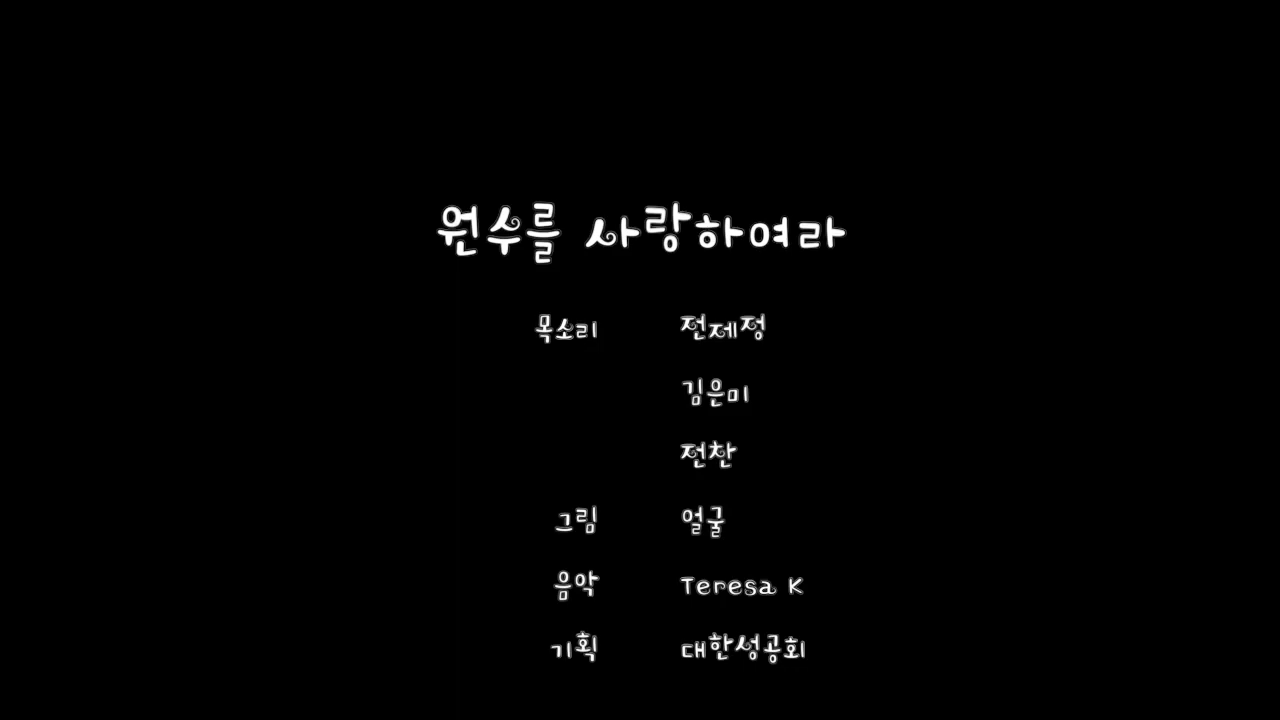 원수를 사랑하여라
목소리 전제정
김은미
전찬
그림 얼굴
음악 Teresa K
기획 대한성공회